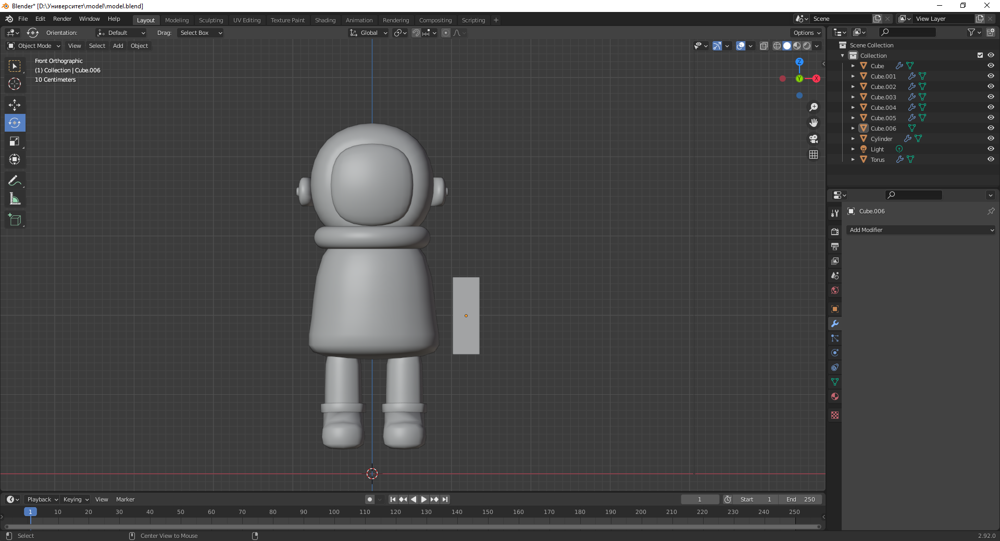 Blender* [D:\Университет\model\model.blend]
File Edit Render Window Help Layout Modeling Sculpting UV Editing Texture Paint Shading Animation Rendering Compositing Scripting + Scene View Layer
Orientation: Default Drag: Select Box Global Options
Object Mode View Select Add Object
Front Orthographic
(1) Collection | Cube.006
10 Centimeters
Z
Y
X
Scene Collection
Collection
Cube
Cube.001
Cube.002
Cube.003
Cube.004
Cube.005
Cube.006
Cylinder
Light
Torus
Cube.006
Add Modifier
Playback Keying View Marker 1 Start 1 End 250
1 10 20 30 40 50 60 70 80 90 100 110 120 130 140 150 160 170 180 190 200 210 220 230 240 250
Select Center View to Mouse 2.92.0